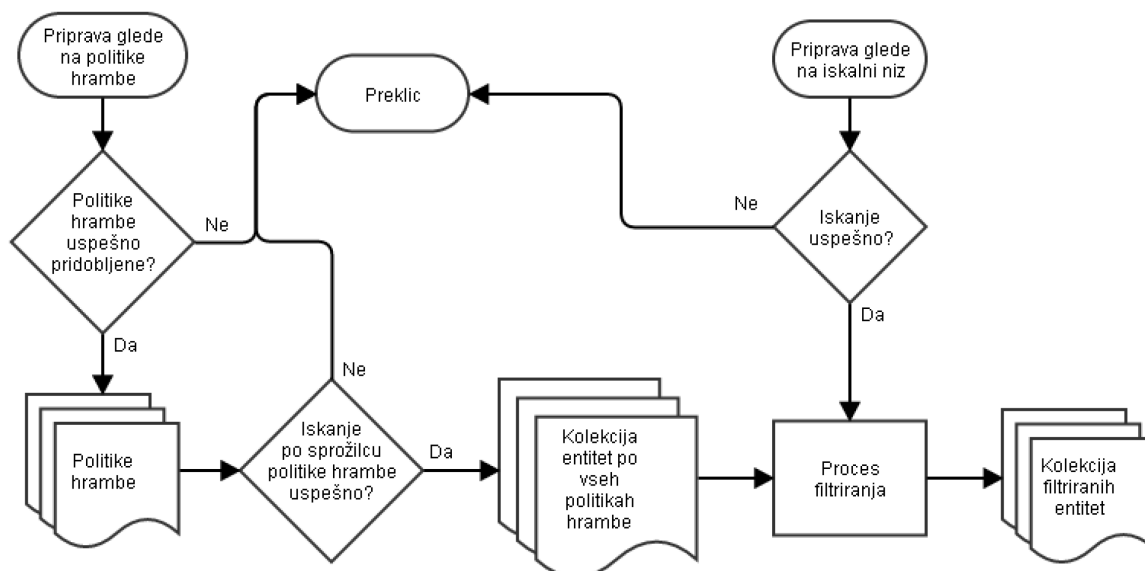 Priprava glede
na politike
hrambe
Preklic
Priprava glede
na iskalni niz
Politike
hrambe
uspešno
pridobljene?
Ne
Ne
Iskanje
uspešno?
Da
Da
Ne
Politike
hrambe
Iskanje
po sprožilcu
politike hrambe
uspešno?
Da
Kolekcija
entitet po
vseh
politikah
hrambe
Proces
filtriranja
Kolekcija
filtriranih
entitet